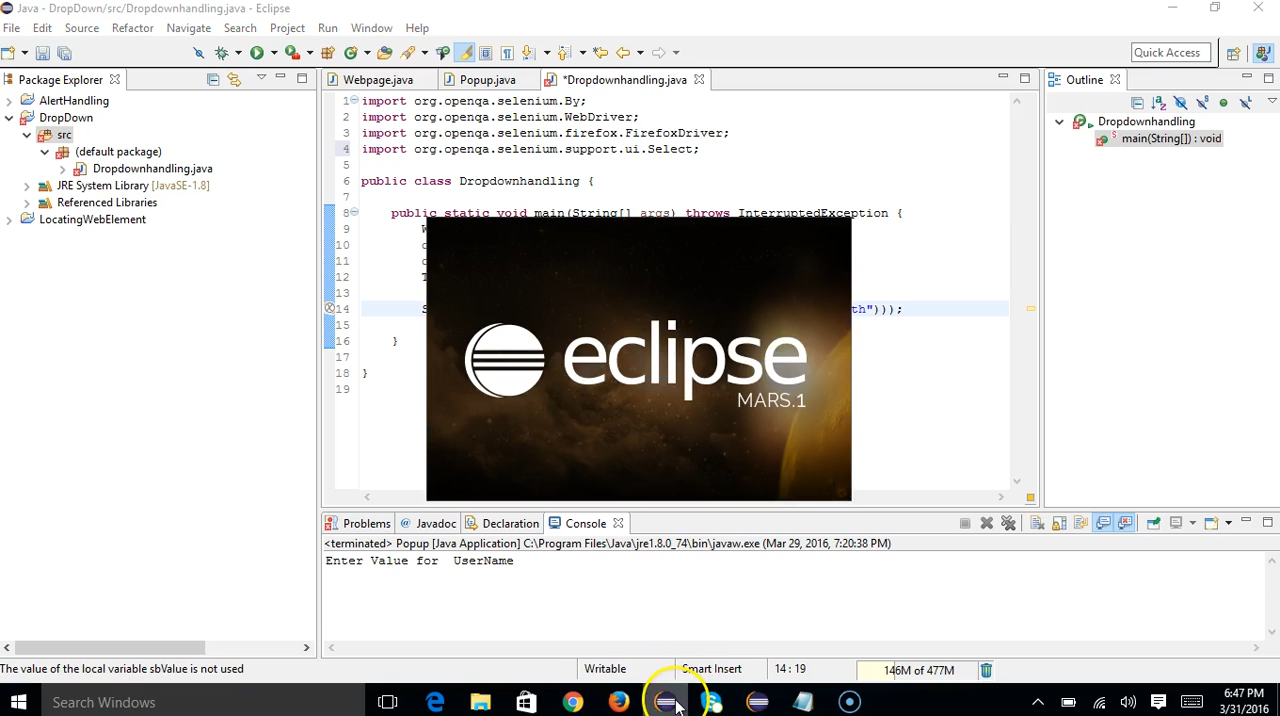 Java - DropDown/src/Dropdownhandling.java - Eclipse
File Edit Source Refactor Navigate Search Project Run Window Help
Quick Access
Package Explorer
Webpage.java
Popup.java
*Dropdownhandling.java
Outline
AlertHandling
DropDown
src
(default package)
Dropdownhandling.java
JRE System Library [JavaSE-1.8]
Referenced Libraries
LocatingWebElement
1 import org.openqa.selenium.By;
2 import org.openqa.selenium.WebDriver;
3 import org.openqa.selenium.firefox.FirefoxDriver;
4 import org.openqa.selenium.support.ui.Select;
5
6 public class Dropdownhandling {
7
8 public static void main(String[] args) throws InterruptedException {
9 W
10
11
12
13
14 S th")));
15
16 }
17
18 }
19
eclipse
MARS.1
Dropdownhandling
main(String[]) : void
Problems @ Javadoc Declaration Console
<terminated> Popup [Java Application] C:\Program Files\Java\jre1.8.0_74\bin\javaw.exe (Mar 29, 2016, 7:20:38 PM)
Enter Value for  UserName
The value of the local variable sbValue is not used
Writable
Smart Insert
14 : 19
146M of 477M
Search Windows
6:47 PM
3/31/2016